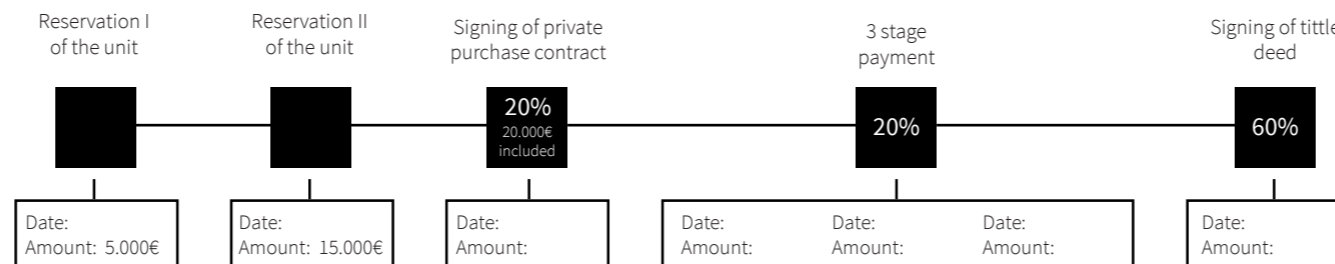 Reservation I
of the unit
Reservation II
of the unit
Signing of private
purchase contract
3 stage
payment
Signing of tittle
deed
20%
20.000€
included
20%
60%
Date:
Amount: 5.000€
Date:
Amount: 15.000€
Date:
Amount:
Date:
Amount:
Date:
Amount:
Date:
Amount:
Date:
Amount: